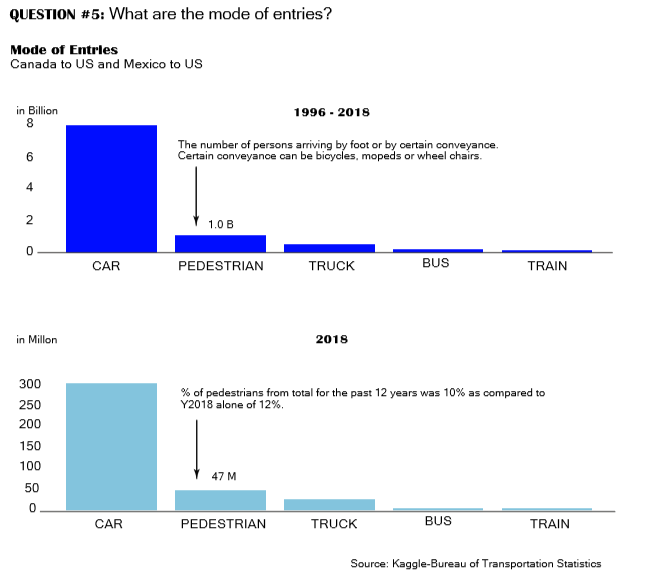 QUESTION #5: What are the mode of entries?
Mode of Entries
Canada to US and Mexico to US
in Billion
1996 - 2018
8
6
4
2
0
The number of persons arriving by foot or by certain conveyance.
Certain conveyance can be bicycles, mopeds or wheel chairs.
1.0 B
CAR
PEDESTRIAN
TRUCK
BUS
TRAIN
in Millon
2018
300
250
200
150
100
50
0
% of pedestrians from total for the past 12 years was 10% as compared to
Y2018 alone of 12%.
47 M
CAR
PEDESTRIAN
TRUCK
BUS
TRAIN
Source: Kaggle-Bureau of Transportation Statistics